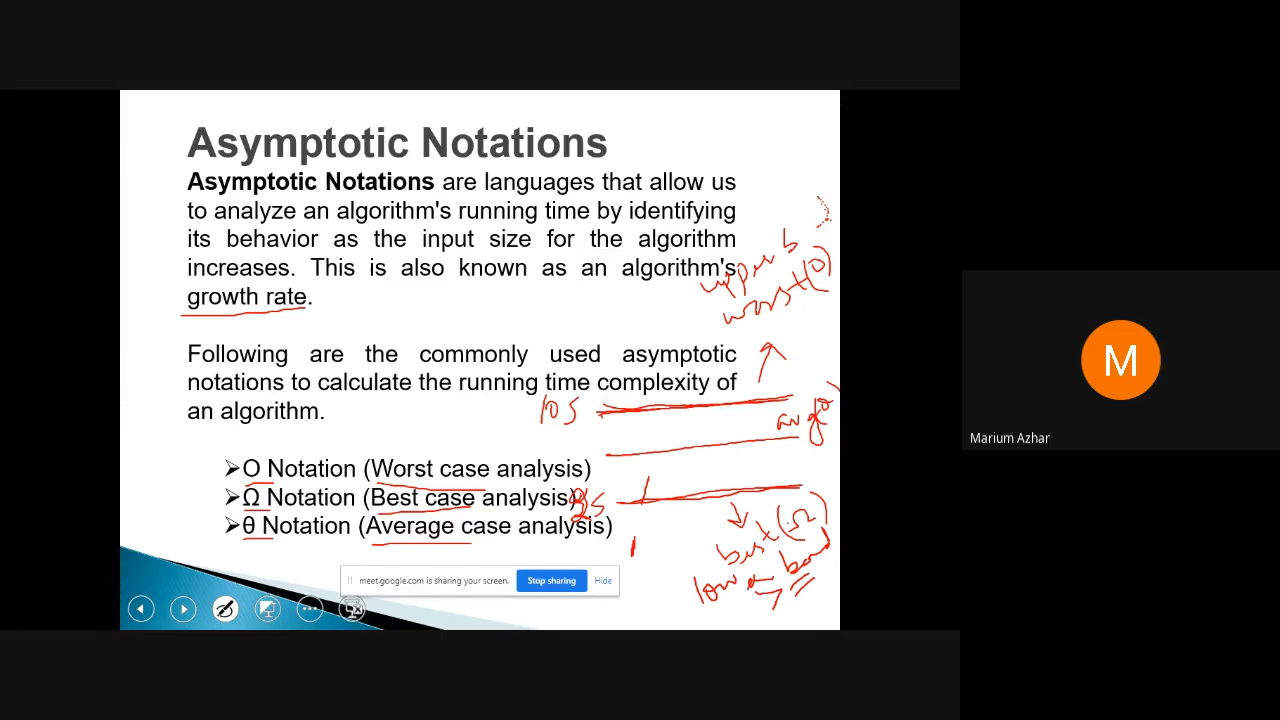 Asymptotic Notations
Asymptotic Notations are languages that allow us
to analyze an algorithm's running time by identifying
its behavior as the input size for the algorithm
increases. This is also known as an algorithm's
growth rate.
upper b
worst(O)
Following are the commonly used asymptotic
notations to calculate the running time complexity of
an algorithm.
10 S
avg(θ)
➢O Notation (Worst case analysis)
➢Ω Notation (Best case analysis)
➢θ Notation (Average case analysis)
best(Ω)
lower bound
meet.google.com is sharing your screen.
Stop sharing
Hide
M
Marium Azhar